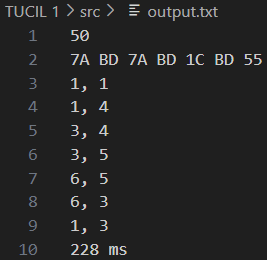 TUCIL 1 > src > output.txt
1 50
2 7A BD 7A BD 1C BD 55
3 1, 1
4 1, 4
5 3, 4
6 3, 5
7 6, 5
8 6, 3
9 1, 3
10 228 ms